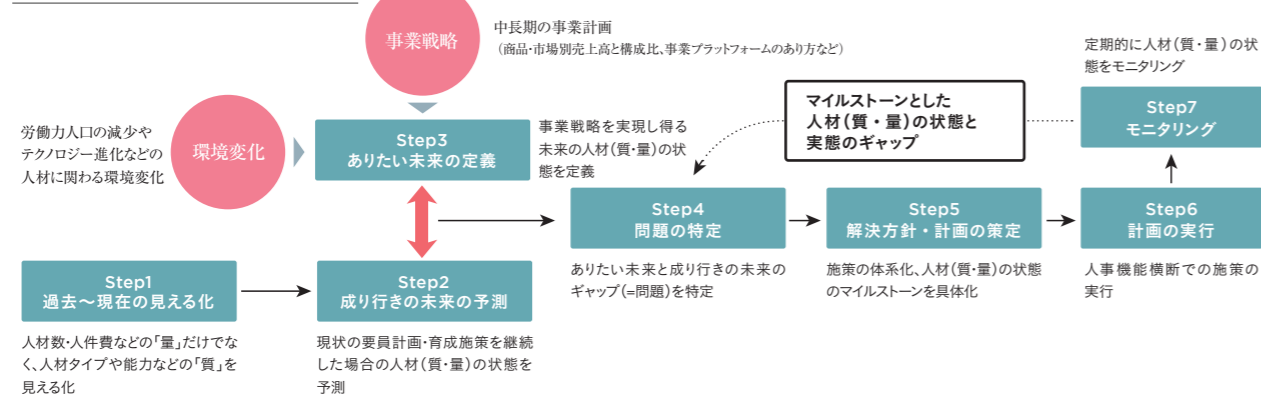 事業戦略
中長期の事業計画
(商品・市場別売上高と構成比、事業プラットフォームのあり方など)
労働力人口の減少や
テクノロジー進化などの
人材に関わる環境変化
環境変化
Step3
ありたい未来の定義
事業戦略を実現し得る
未来の人材(質・量)の状
態を定義
マイルストーンとした
人材(質・量)の状態と
実態のギャップ
定期的に人材(質・量)の状
態をモニタリング
Step7
モニタリング
Step1
過去〜現在の見える化
人材数・人件費などの「量」だけでな
く、人材タイプや能力などの「質」を
見える化
Step2
成り行きの未来の予測
現状の要員計画・育成施策を継続
した場合の人材(質・量)の状態を
予測
Step4
問題の特定
ありたい未来と成り行きの未来の
ギャップ(=問題)を特定
Step5
解決方針・計画の策定
施策の体系化、人材(質・量)の状態
のマイルストーンを具体化
Step6
計画の実行
人事機能横断での施策の
実行